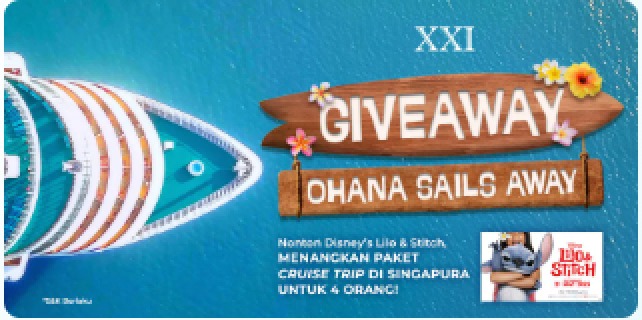 XXI
GIVEAWAY
OHANA SAILS AWAY
Nonton Disney's Lilo & Stitch,
MENANGKAN PAKET
CRUISE TRIP DI SINGAPURA
UNTUK 4 ORANG!
Disney
LILO &
STITCH
*S&K Berlaku